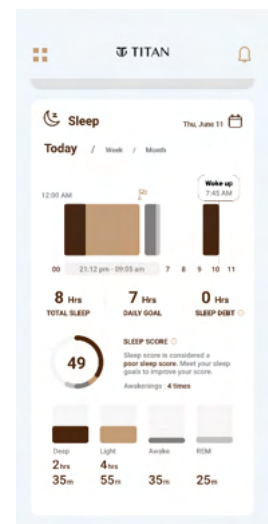 TITAN
Sleep
Thu, June 11
Today / Week / Month
Woke up
7:45 AM
12:00 AM
00 21:12 pm - 09:05 am 7 8 9 10 11
8 Hrs 7 Hrs 0 Hrs
TOTAL SLEEP DAILY GOAL SLEEP DEBT
49
SLEEP SCORE
Sleep score is considered a
poor sleep score. Meet your sleep
goals to improve your score.
Awakenings : 4 times
Deep Light Awake REM
2hrs 4hrs
35m 55m 35m 25m